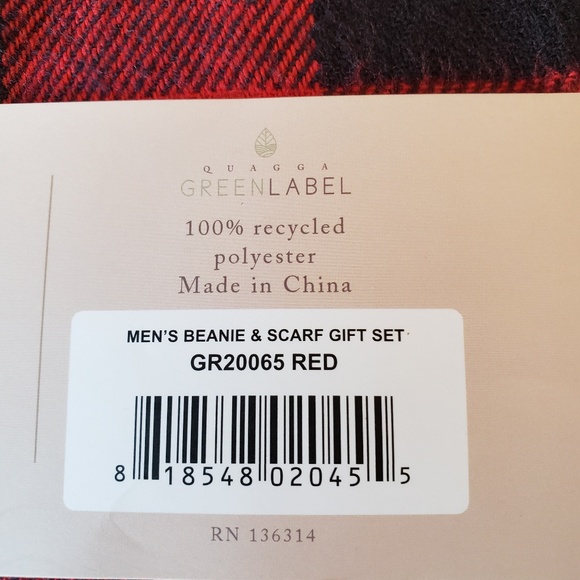 QUAGGA
GREENLABEL
100% recycled
polyester
Made in China
MEN'S BEANIE & SCARF GIFT SET
GR20065 RED
8 18548 02045 5
RN 136314